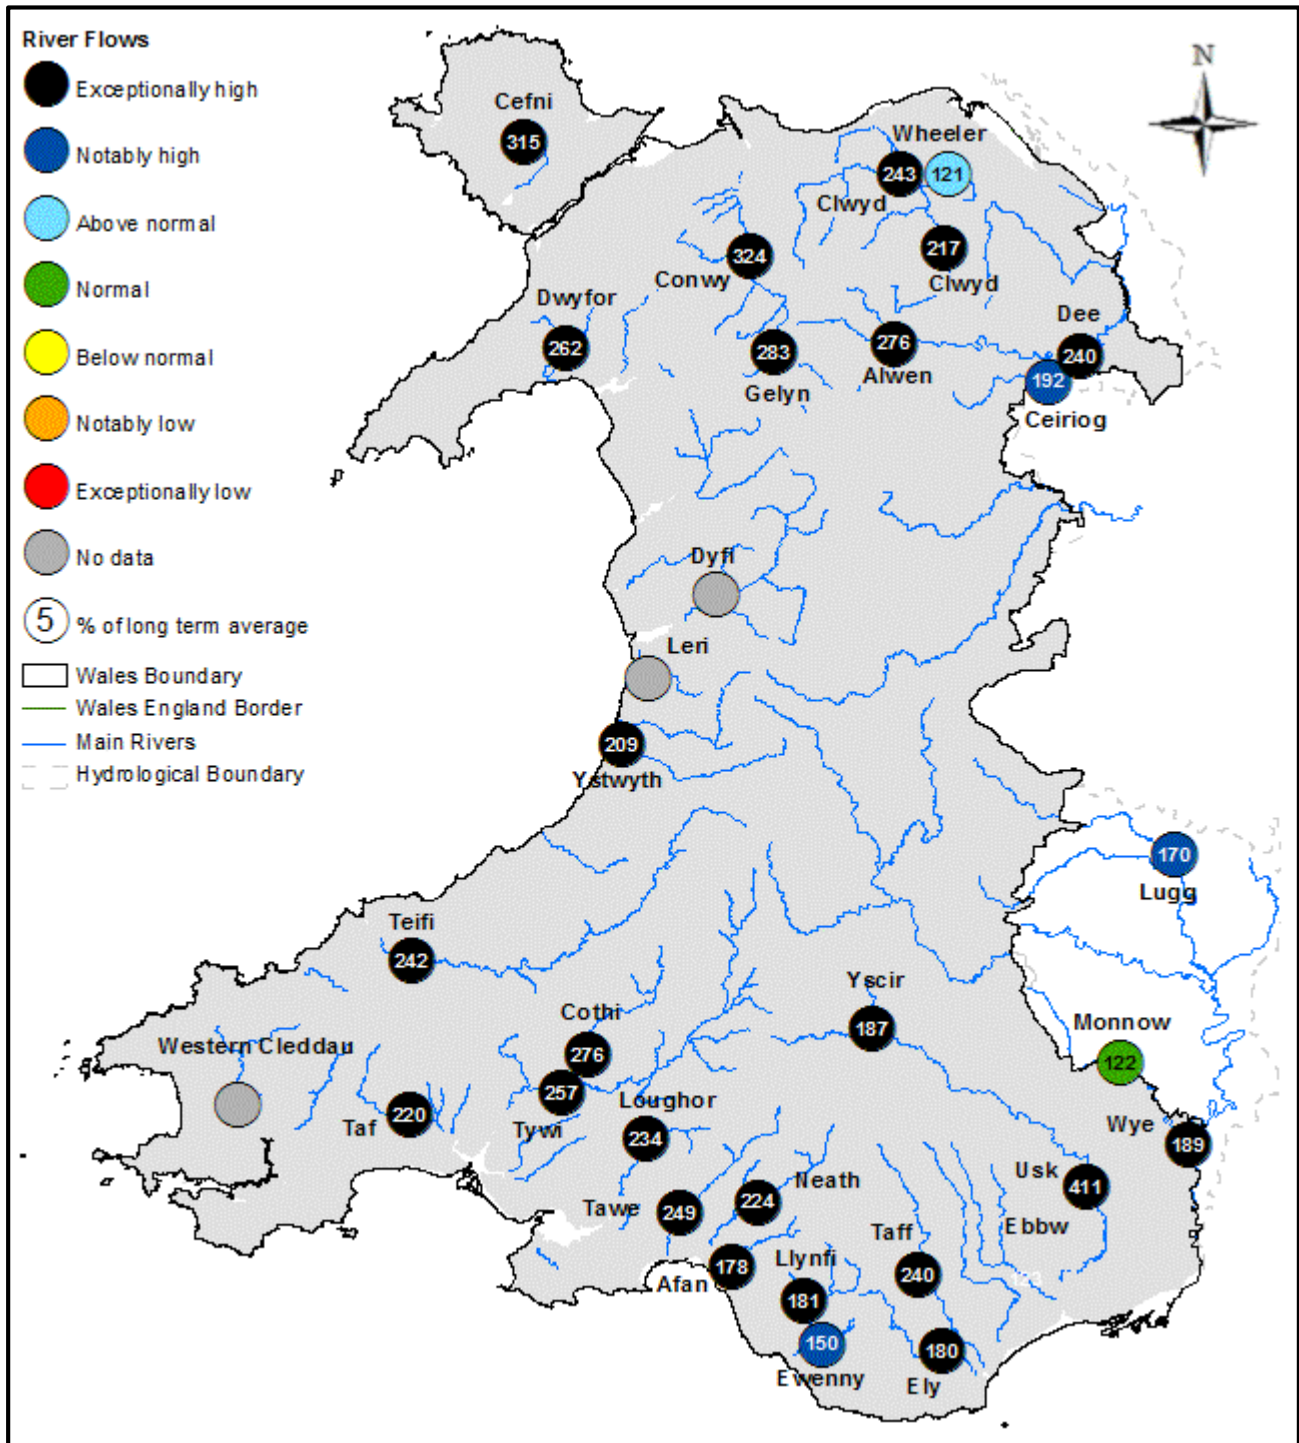 River Flows
Exceptionally high
Notably high
Above normal
Normal
Below normal
Notably low
Exceptionally low
No data
5 % of long term average
Wales Boundary
Wales England Border
Main Rivers
Hydrological Boundary
N
Cefni
315
Wheeler
243 121
Clwyd
217
Clwyd
324
Conwy
Dwyfor
262
283
Gelyn
276
Alwen
Dee
240
192
Ceiriog
Dyfi
Leri
209
Ystwyth
170
Lugg
Teifi
242
Yscir
187
Cothi
276
257
Tywi
Western Cleddau
220
Taf
Loughor
234
Monnow
122
Wye
189
Usk
411
Ebbw
123
Neath
224
Tawe
249
Taff
240
Llynfi
181
Afan
178
150
Ewenny
180
Ely